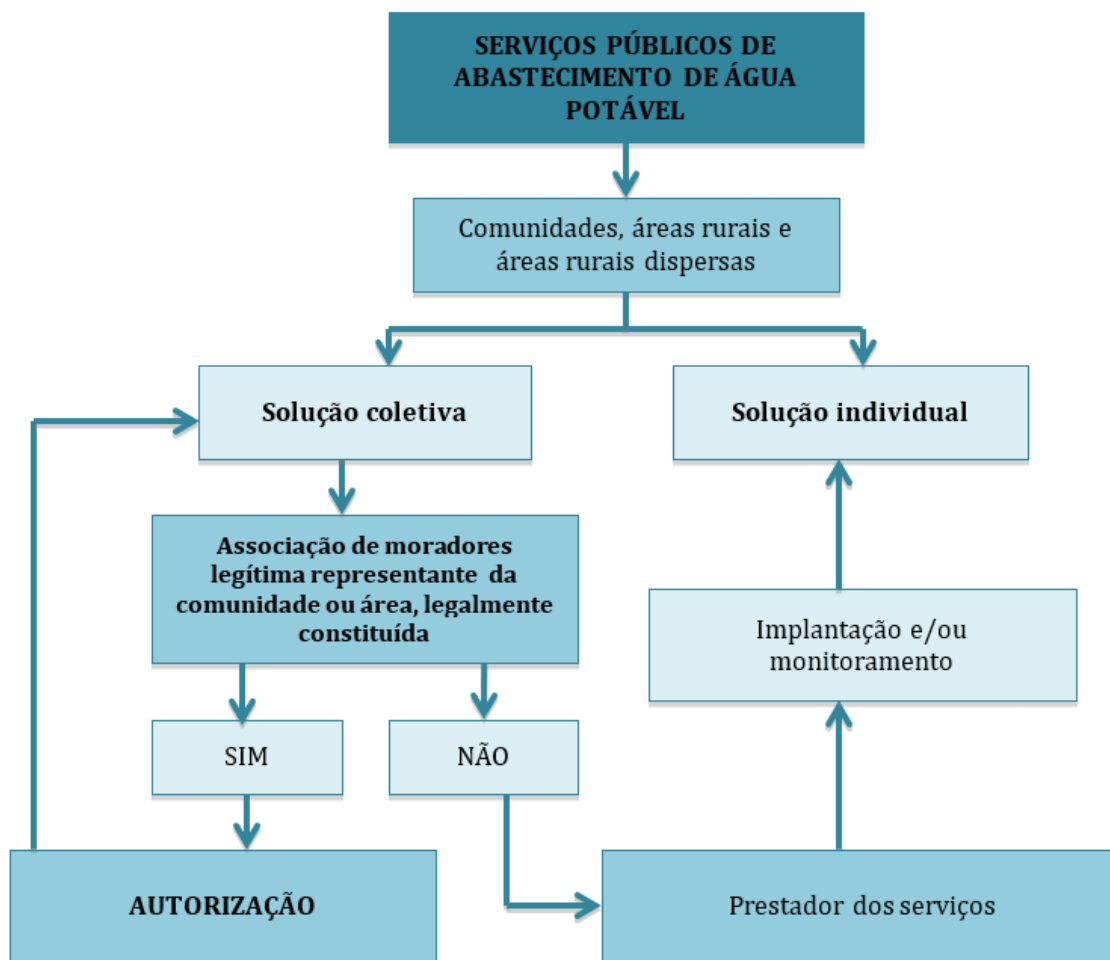 SERVIÇOS PÚBLICOS DE
ABASTECIMENTO DE ÁGUA
POTÁVEL
Comunidades, áreas rurais e
áreas rurais dispersas
Solução coletiva
Solução individual
Associação de moradores
legítima representante da
comunidade ou área, legalmente
constituída
Implantação e/ou
monitoramento
SIM
NÃO
AUTORIZAÇÃO
Prestador dos serviços